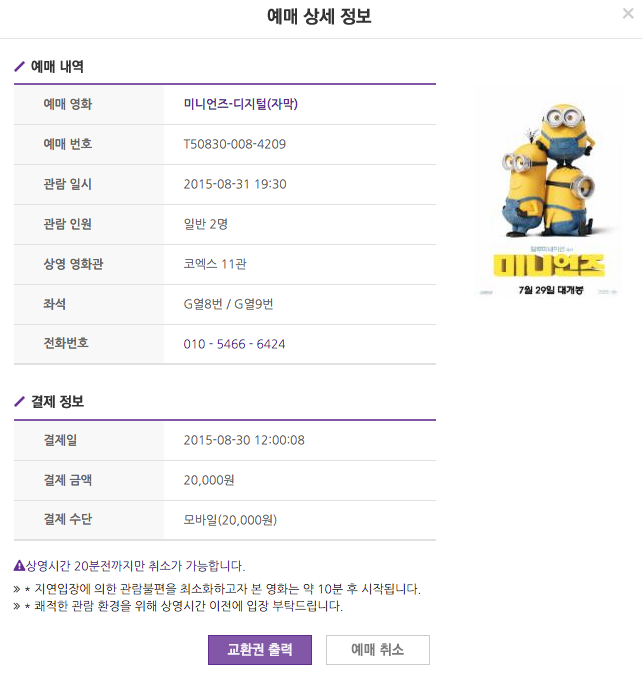 예매 상세 정보
예매 내역
예매 영화 미니언즈-디지털(자막)
예매 번호 T50830-008-4209
관람 일시 2015-08-31 19:30
관람 인원 일반 2명
상영 영화관 코엑스 11관
좌석 G열8번 / G열9번
전화번호 010 - 5466 - 6424
미니언즈
7월 29일 대개봉
결제 정보
결제일 2015-08-30 12:00:08
결제 금액 20,000원
결제 수단 모바일(20,000원)
상영시간 20분전까지만 취소가 가능합니다.
» * 지연입장에 의한 관람불편을 최소화하고자 본 영화는 약 10분 후 시작됩니다.
» * 쾌적한 관람 환경을 위해 상영시간 이전에 입장 부탁드립니다.
교환권 출력 예매 취소